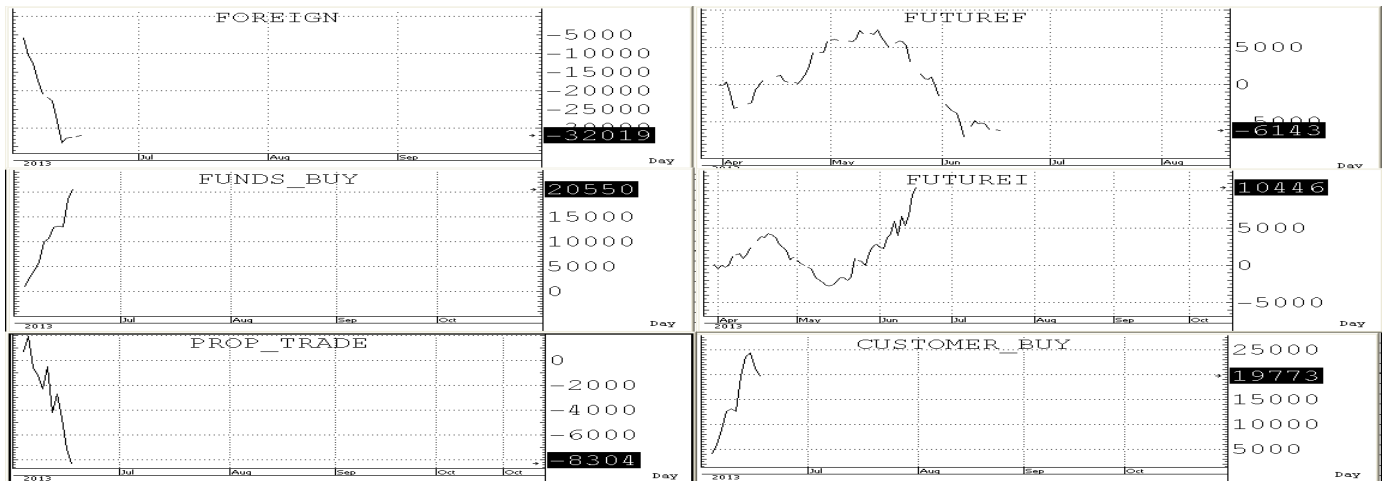 FOREIGN
-5000
-10000
-15000
-20000
-25000
-30000
-32019
Jul
Aug
Sep
2013
Day
FUTUREF
5000
0
-5000
-6143
Apr
May
Jun
Jul
Aug
Day
FUNDS_BUY
20550
15000
10000
5000
0
Jul
Aug
Sep
Oct
2013
Day
FUTUREI
10446
5000
0
-5000
Apr
May
Jun
Jul
Aug
Sep
2013
Day
PROP_TRADE
0
-2000
-4000
-6000
-8304
Jul
Aug
Sep
Oct
Oct
2013
Day
CUSTOMER_BUY
25000
19773
15000
10000
5000
Jul
Aug
Sep
Oct
2013
Day